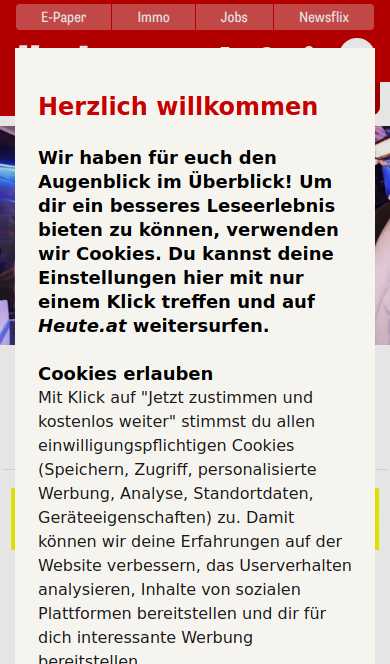 E-Paper
Immo
Jobs
Newsflix
Herzlich willkommen
Wir haben für euch den
Augenblick im Überblick! Um
dir ein besseres Leseerlebnis
bieten zu können, verwenden
wir Cookies. Du kannst deine
Einstellungen hier mit nur
einem Klick treffen und auf
Heute.at weitersurfen.
Cookies erlauben
Mit Klick auf "Jetzt zustimmen und
kostenlos weiter" stimmst du allen
einwilligungspflichtigen Cookies
(Speichern, Zugriff, personalisierte
Werbung, Analyse, Standortdaten,
Geräteeigenschaften) zu. Damit
können wir deine Erfahrungen auf der
Website verbessern, das Userverhalten
analysieren, Inhalte von sozialen
Plattformen bereitstellen und dir für
dich interessante Werbung
bereitstellen.